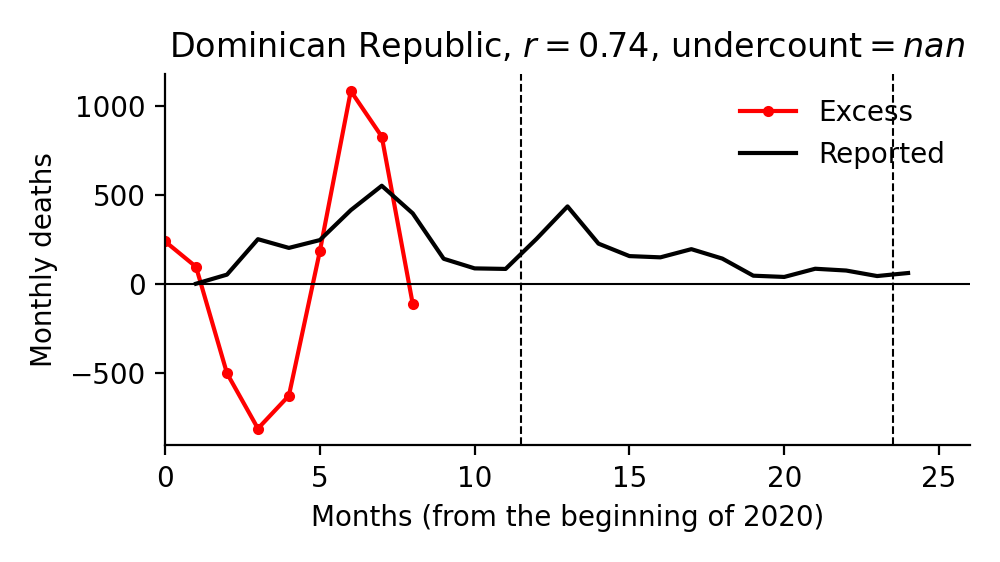 Dominican Republic, r = 0.74, undercount = nan
Excess
Reported
Monthly deaths
1000
500
0
−500
0 5 10 15 20 25
Months (from the beginning of 2020)